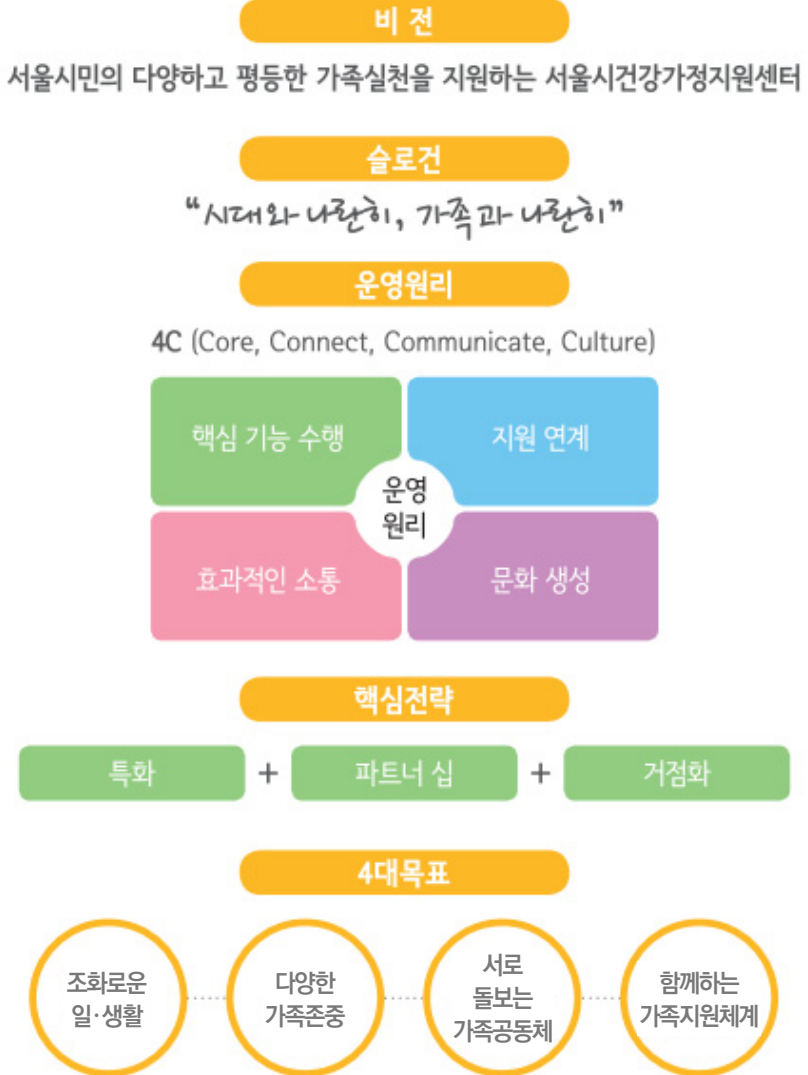 비 전
서울시민의 다양하고 평등한 가족실천을 지원하는 서울시건강가정지원센터
슬로건
“시대와 나란히, 가족과 나란히”
운영원리
4C (Core, Connect, Communicate, Culture)
핵심 기능 수행
지원 연계
운영
원리
효과적인 소통
문화 생성
핵심전략
특화 + 파트너 십 + 거점화
4대목표
조화로운
일·생활
다양한
가족존중
서로
돌보는
가족공동체
함께하는
가족지원체계